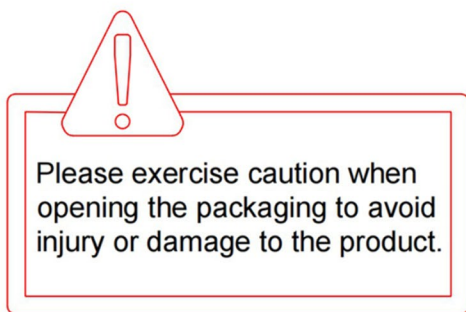 Please exercise caution when
opening the packaging to avoid
injury or damage to the product.